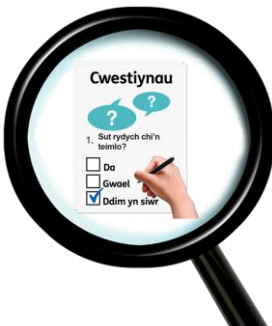 Cwestiynau
? ?
1. Sut rydych chi'n
teimlo?
Da
Gwael
Ddim yn siwr